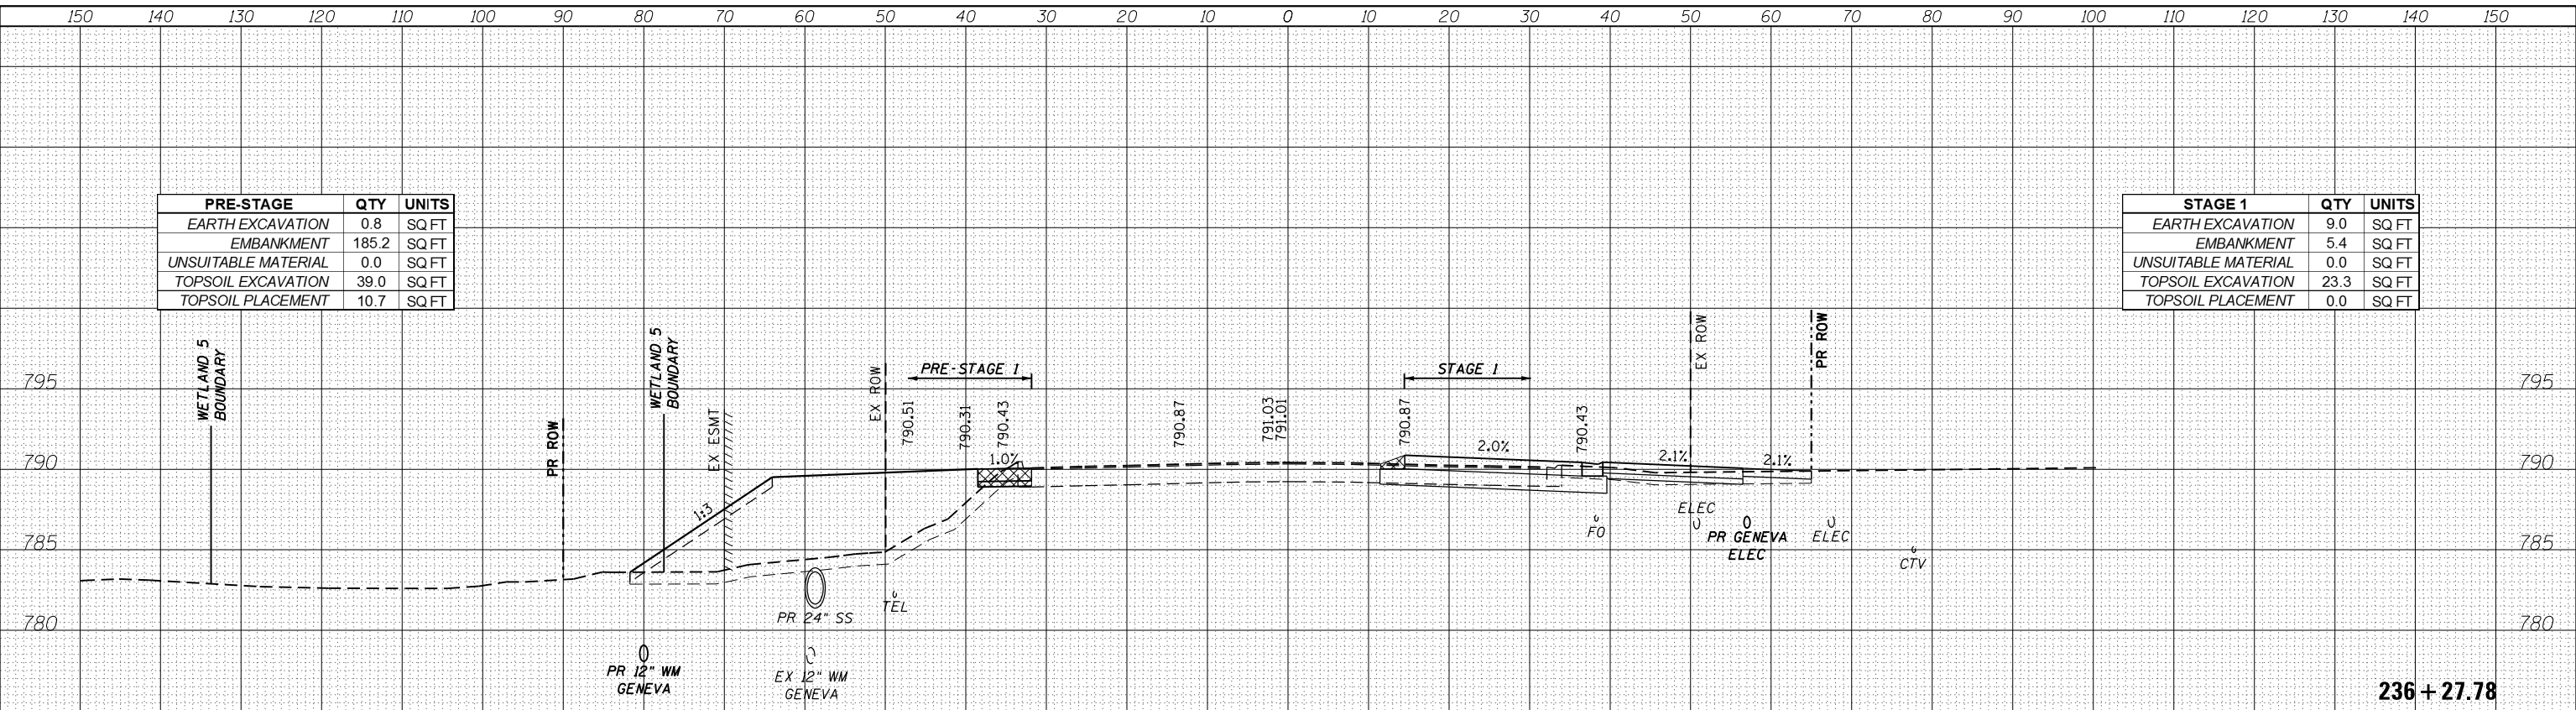 150 140 130 120 110 100 90 80 70 60 50 40 30 20 10 0 10 20 30 40 50 60 70 80 90 100 110 120 130 140 150
PRE-STAGE QTY UNITS
EARTH EXCAVATION 0.8 SQ FT
EMBANKMENT 185.2 SQ FT
UNSUITABLE MATERIAL 0.0 SQ FT
TOPSOIL EXCAVATION 39.0 SQ FT
TOPSOIL PLACEMENT 10.7 SQ FT
STAGE 1 QTY UNITS
EARTH EXCAVATION 9.0 SQ FT
EMBANKMENT 5.4 SQ FT
UNSUITABLE MATERIAL 0.0 SQ FT
TOPSOIL EXCAVATION 23.3 SQ FT
TOPSOIL PLACEMENT 0.0 SQ FT
795
790
785
780
WETLAND 5
BOUNDARY
PR ROW
WETLAND 5
BOUNDARY
EX ESMT
EX ROW
PRE-STAGE 1
790.51
790.31
790.43
1.0%
1:3
790.87
791.03
791.01
STAGE 1
790.87
2.0%
790.43
EX ROW
2.1%
2.1%
PR ROW
795
790
785
780
FO
ELEC
PR GENEVA
ELEC
ELEC
CTV
TEL
PR 24" SS
PR 12" WM
GENEVA
EX 12" WM
GENEVA
236+27.78